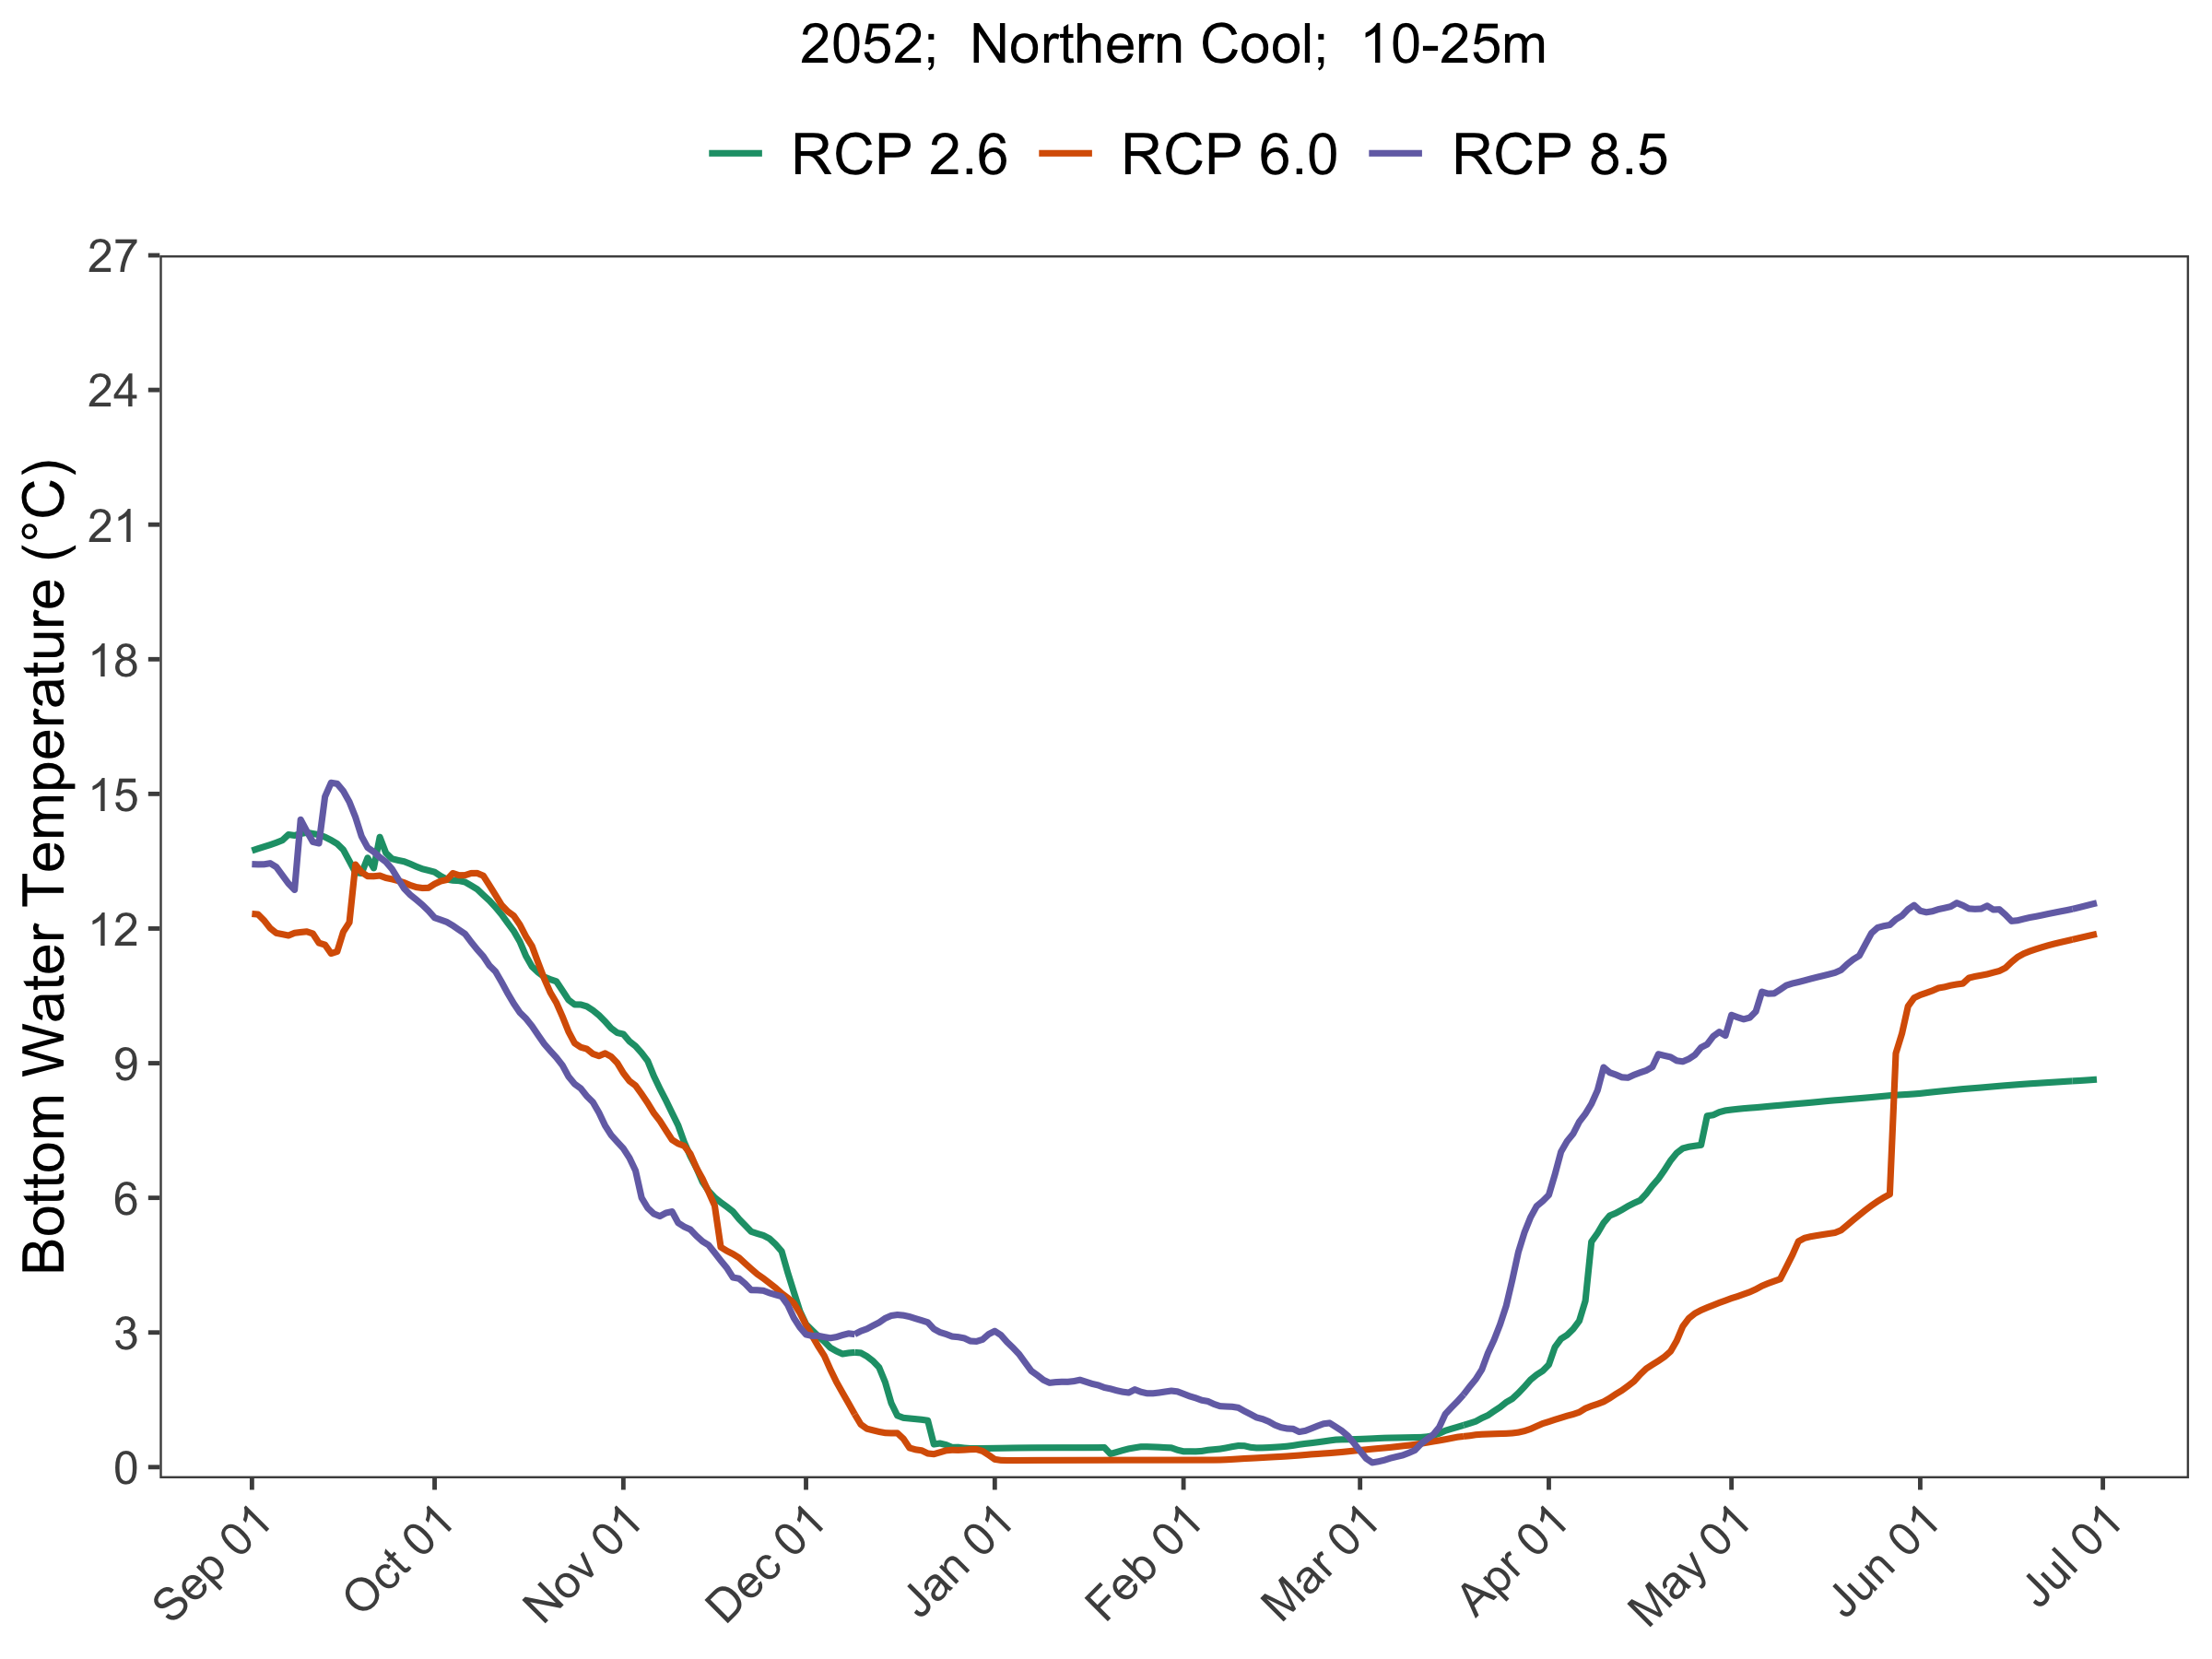 2052;  Northern Cool;  10-25m
RCP 2.6 RCP 6.0 RCP 8.5
Bottom Water Temperature (°C)
27
24
21
18
15
12
9
6
3
0
Sep 01 Oct 01 Nov 01 Dec 01 Jan 01 Feb 01 Mar 01 Apr 01 May 01 Jun 01 Jul 01